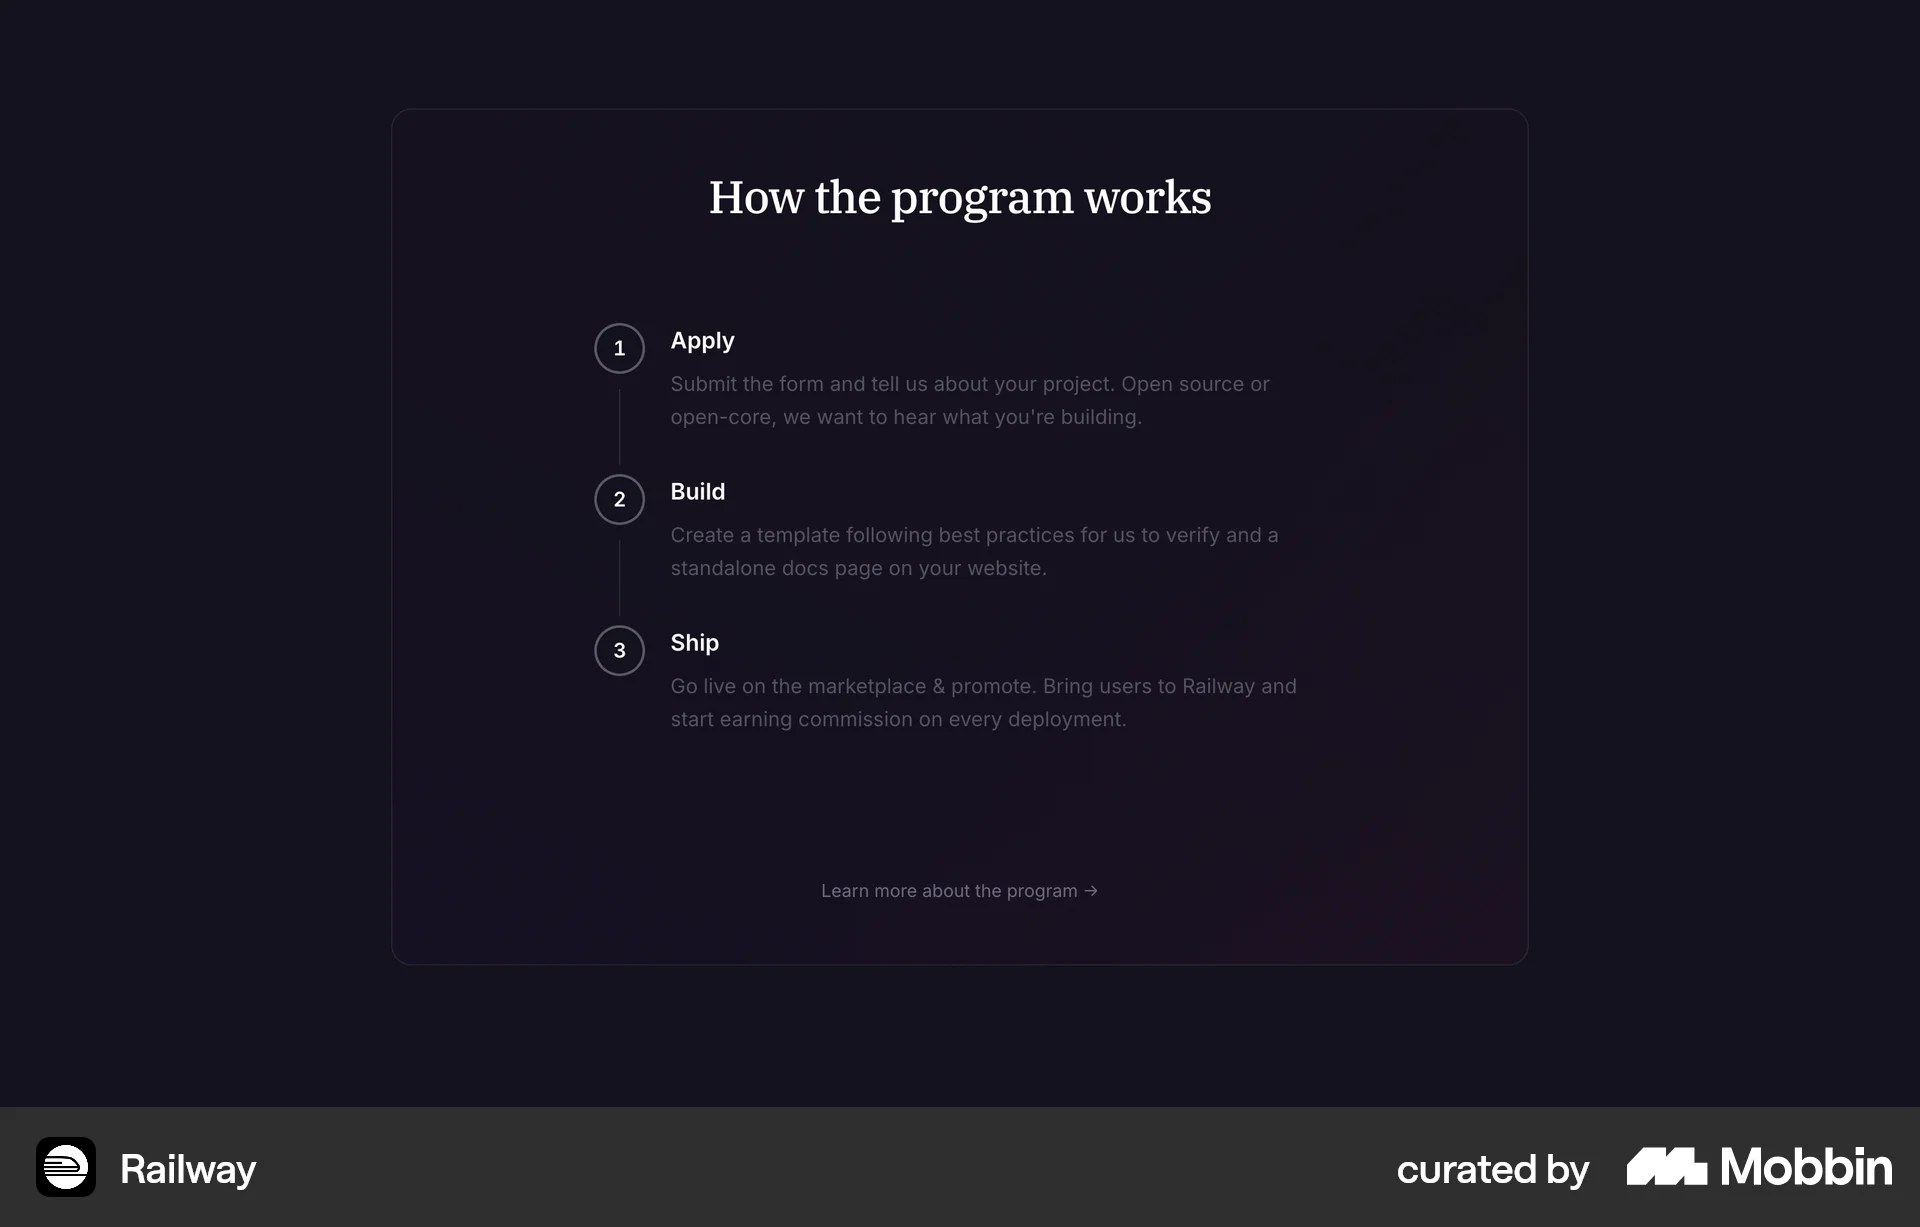 How the program works
1
Apply
Submit the form and tell us about your project. Open source or
open-core, we want to hear what you're building.
2
Build
Create a template following best practices for us to verify and a
standalone docs page on your website.
3
Ship
Go live on the marketplace & promote. Bring users to Railway and
start earning commission on every deployment.
Learn more about the program →
Railway
curated by Mobbin